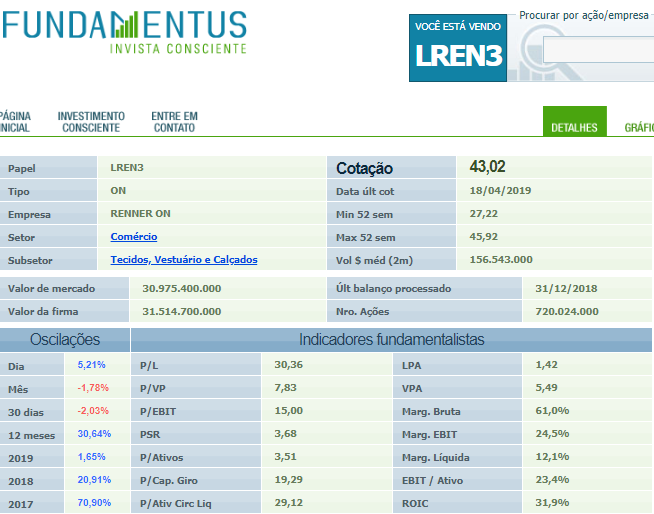 FUNDAMENTUS
INVISTA CONSCIENTE
VOCÊ ESTÁ VENDO
LREN3
Procurar por ação/empresa
PÁGINA INICIAL
INVESTIMENTO CONSCIENTE
ENTRE EM CONTATO
DETALHES
GRÁFI
Papel LREN3 Cotação 43,02
Tipo ON Data últ cot 18/04/2019
Empresa RENNER ON Min 52 sem 27,22
Setor Comércio Max 52 sem 45,92
Subsetor Tecidos, Vestuário e Calçados Vol $ méd (2m) 156.543.000
Valor de mercado 30.975.400.000 Últ balanço processado 31/12/2018
Valor da firma 31.514.700.000 Nro. Ações 720.024.000
Oscilações Indicadores fundamentalistas
Dia 5,21% P/L 30,36 LPA 1,42
Mês -1,78% P/VP 7,83 VPA 5,49
30 dias -2,03% P/EBIT 15,00 Marg. Bruta 61,0%
12 meses 30,64% PSR 3,68 Marg. EBIT 24,5%
2019 1,65% P/Ativos 3,51 Marg. Líquida 12,1%
2018 20,91% P/Cap. Giro 19,29 EBIT / Ativo 23,4%
2017 70,90% P/Ativ Circ Liq 29,12 ROIC 31,9%